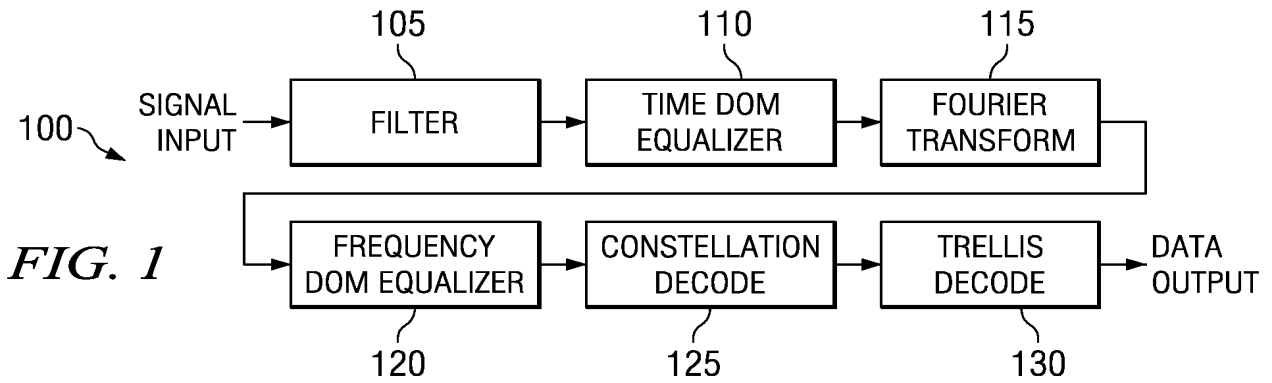 105
110
115
SIGNAL
INPUT
FILTER
TIME DOM
EQUALIZER
FOURIER
TRANSFORM
100
FIG. 1
FREQUENCY
DOM EQUALIZER
CONSTELLATION
DECODE
TRELLIS
DECODE
DATA
OUTPUT
120
125
130